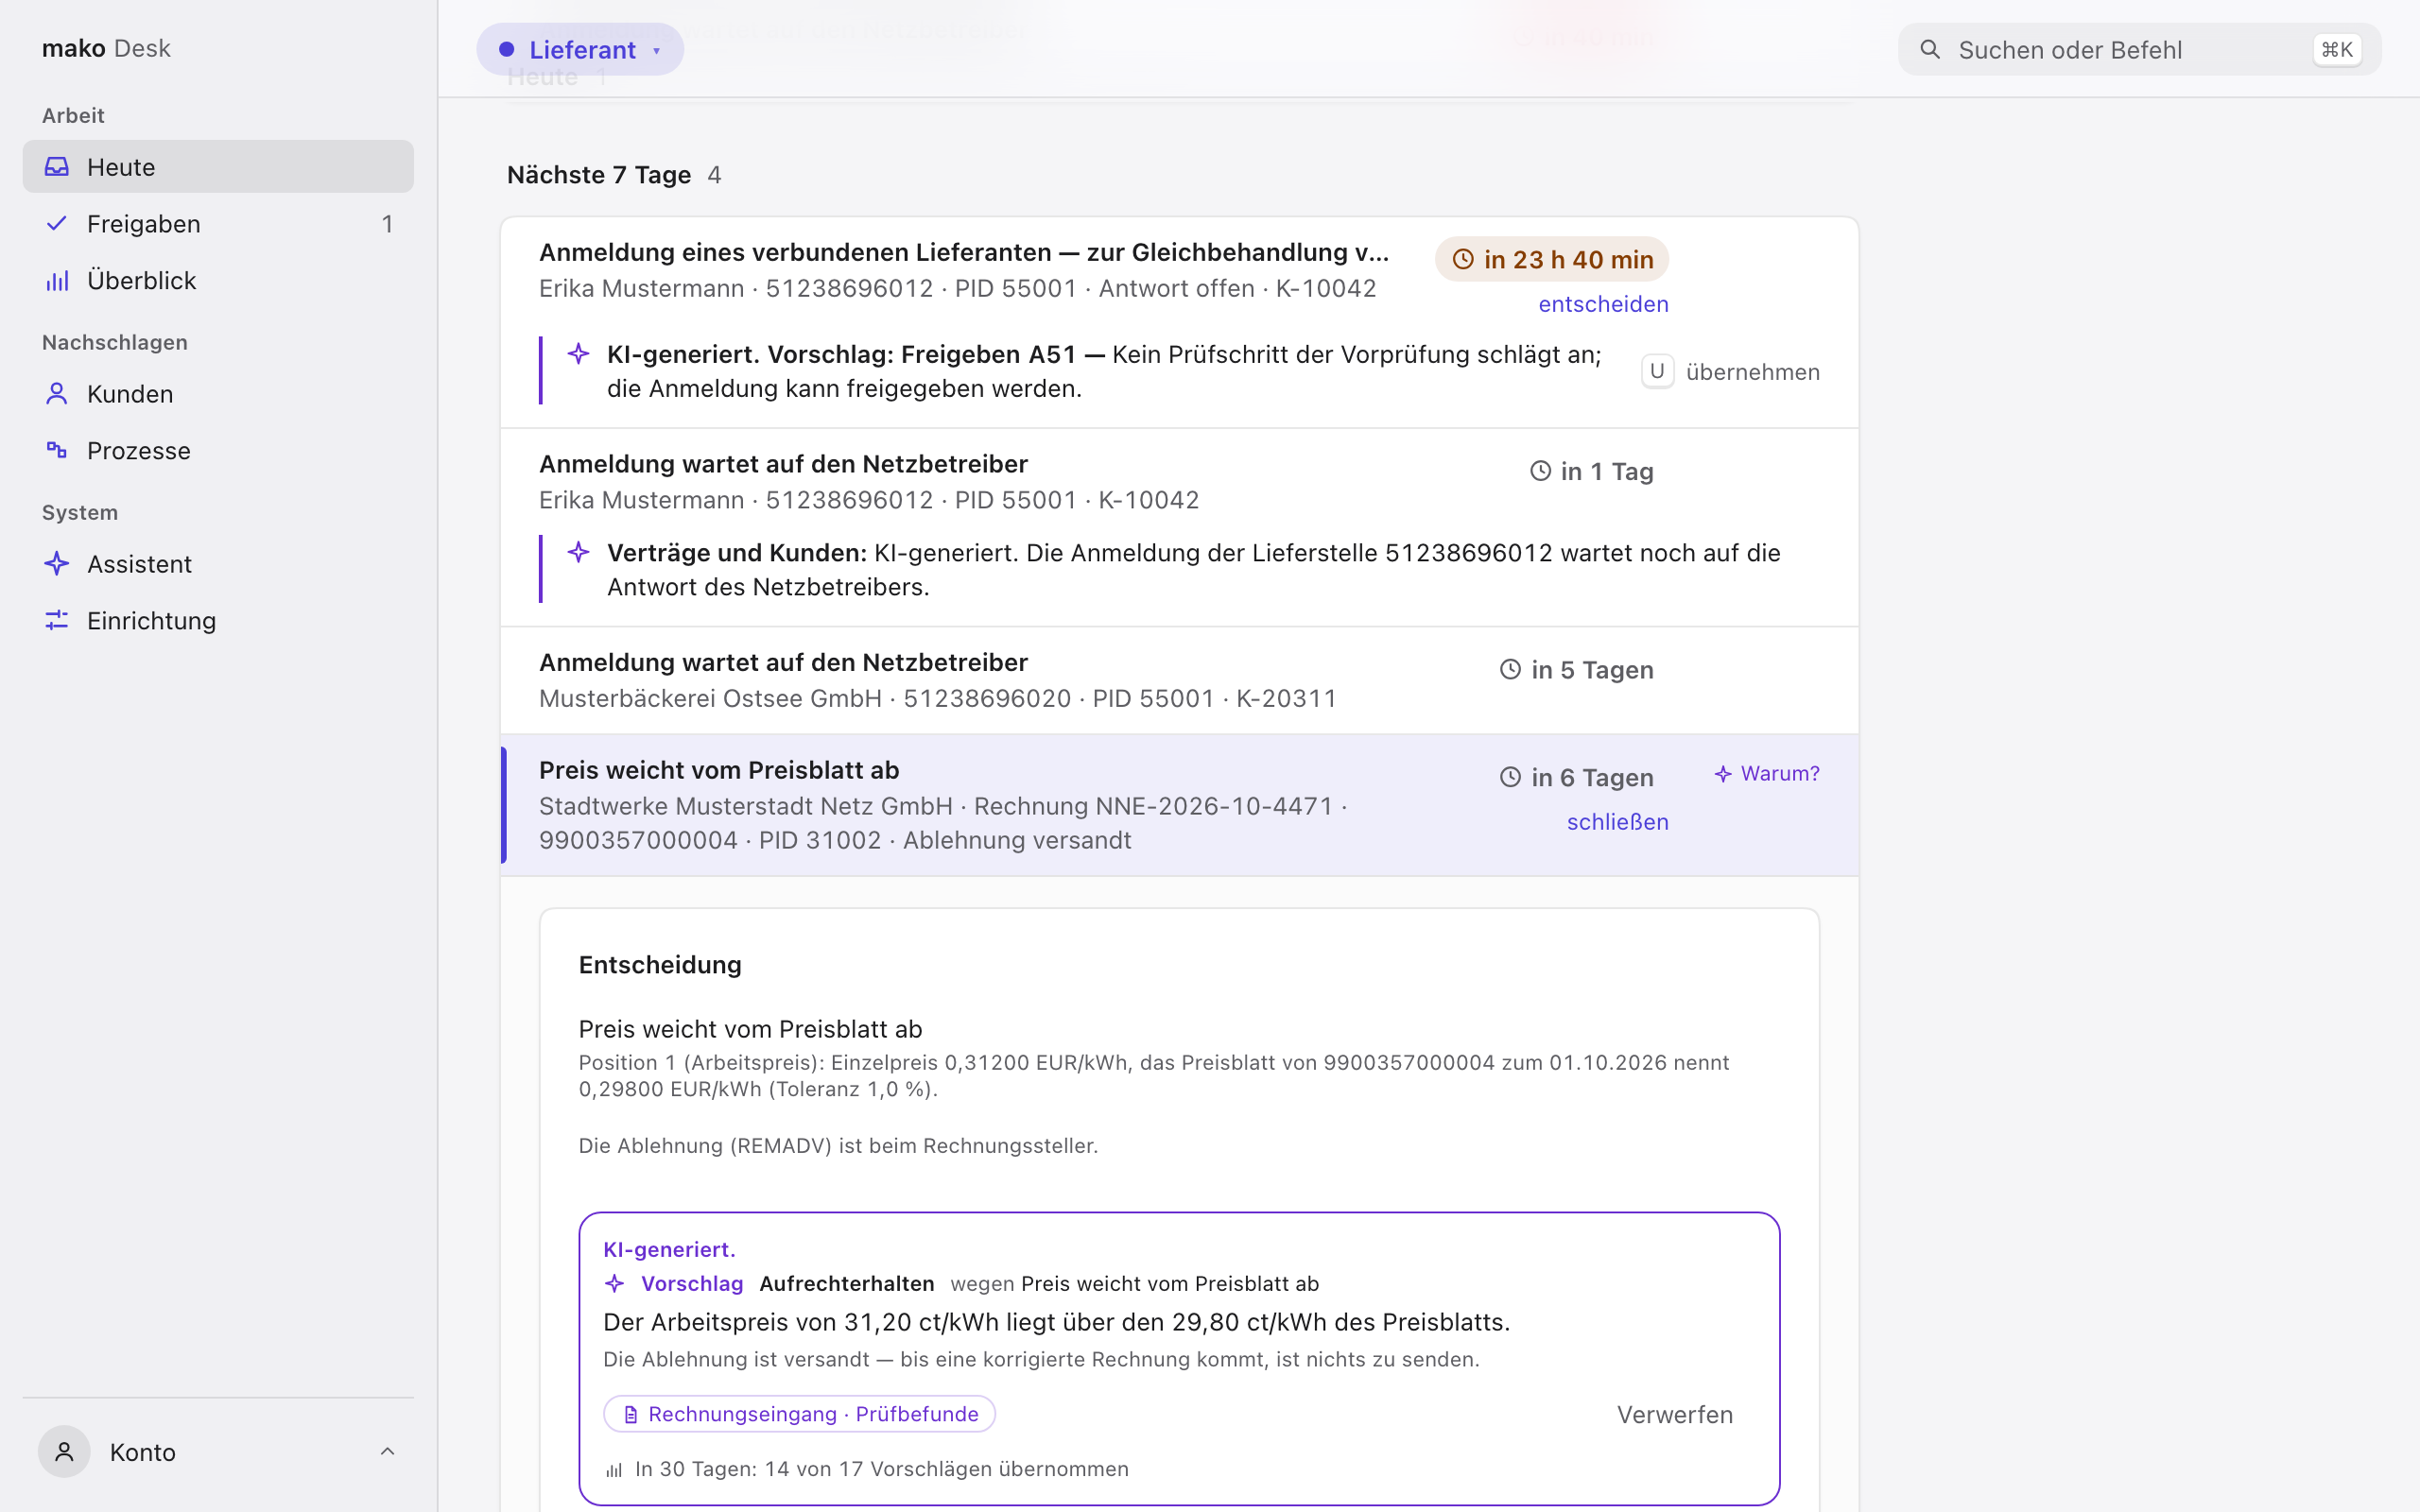 mako Desk
Arbeit
Heute
Freigaben 1
Überblick
Nachschlagen
Kunden
Prozesse
System
Assistent
Einrichtung
Konto
Lieferant
Heute 1
Suchen oder Befehl ⌘K
Nächste 7 Tage 4
Anmeldung eines verbundenen Lieferanten — zur Gleichbehandlung v...
in 23 h 40 min
Erika Mustermann · 51238696012 · PID 55001 · Antwort offen · K-10042
entscheiden
KI-generiert. Vorschlag: Freigeben A51 — Kein Prüfschritt der Vorprüfung schlägt an;
die Anmeldung kann freigegeben werden.
U übernehmen
Anmeldung wartet auf den Netzbetreiber
in 1 Tag
Erika Mustermann · 51238696012 · PID 55001 · K-10042
Verträge und Kunden: KI-generiert. Die Anmeldung der Lieferstelle 51238696012 wartet noch auf die
Antwort des Netzbetreibers.
Anmeldung wartet auf den Netzbetreiber
in 5 Tagen
Musterbäckerei Ostsee GmbH · 51238696020 · PID 55001 · K-20311
Preis weicht vom Preisblatt ab
in 6 Tagen
Warum?
Stadtwerke Musterstadt Netz GmbH · Rechnung NNE-2026-10-4471 ·
9900357000004 · PID 31002 · Ablehnung versandt
schließen
Entscheidung
Preis weicht vom Preisblatt ab
Position 1 (Arbeitspreis): Einzelpreis 0,31200 EUR/kWh, das Preisblatt von 9900357000004 zum 01.10.2026 nennt
0,29800 EUR/kWh (Toleranz 1,0 %).
Die Ablehnung (REMADV) ist beim Rechnungssteller.
KI-generiert.
Vorschlag Aufrechterhalten wegen Preis weicht vom Preisblatt ab
Der Arbeitspreis von 31,20 ct/kWh liegt über den 29,80 ct/kWh des Preisblatts.
Die Ablehnung ist versandt — bis eine korrigierte Rechnung kommt, ist nichts zu senden.
Rechnungseingang · Prüfbefunde
Verwerfen
In 30 Tagen: 14 von 17 Vorschlägen übernommen